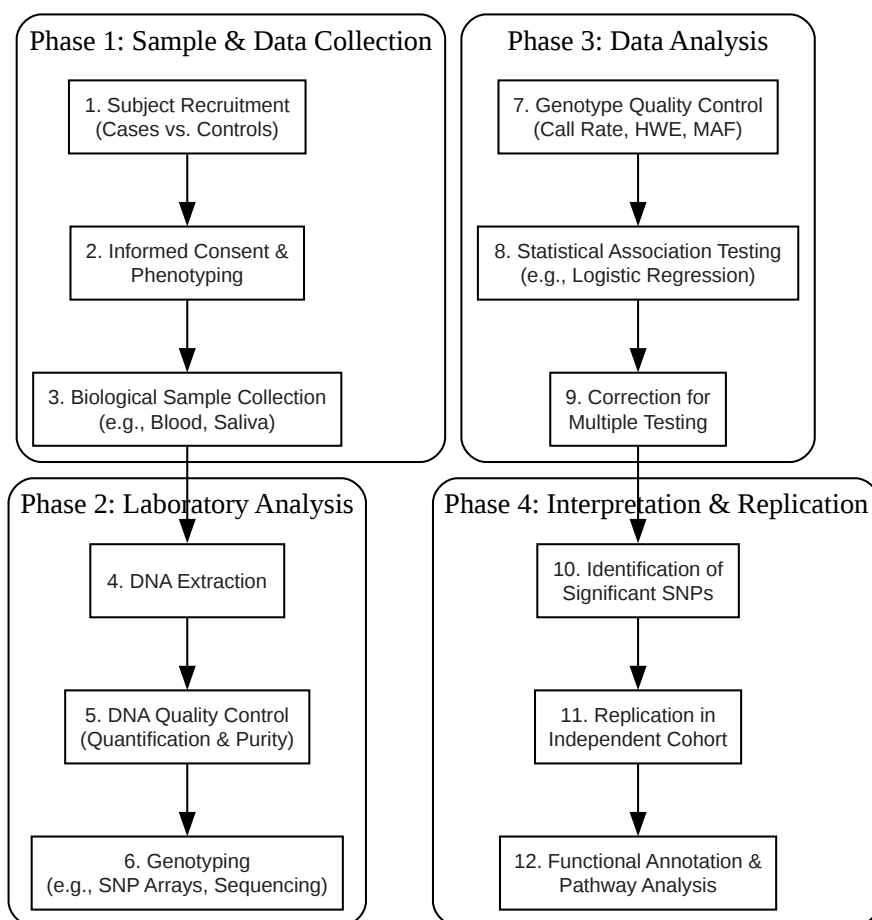 Phase 1: Sample & Data Collection
1. Subject Recruitment
(Cases vs. Controls)
2. Informed Consent &
Phenotyping
3. Biological Sample Collection
(e.g., Blood, Saliva)
Phase 2: Laboratory Analysis
4. DNA Extraction
5. DNA Quality Control
(Quantification & Purity)
6. Genotyping
(e.g., SNP Arrays, Sequencing)
Phase 3: Data Analysis
7. Genotype Quality Control
(Call Rate, HWE, MAF)
8. Statistical Association Testing
(e.g., Logistic Regression)
9. Correction for
Multiple Testing
Phase 4: Interpretation & Replication
10. Identification of
Significant SNPs
11. Replication in
Independent Cohort
12. Functional Annotation &
Pathway Analysis